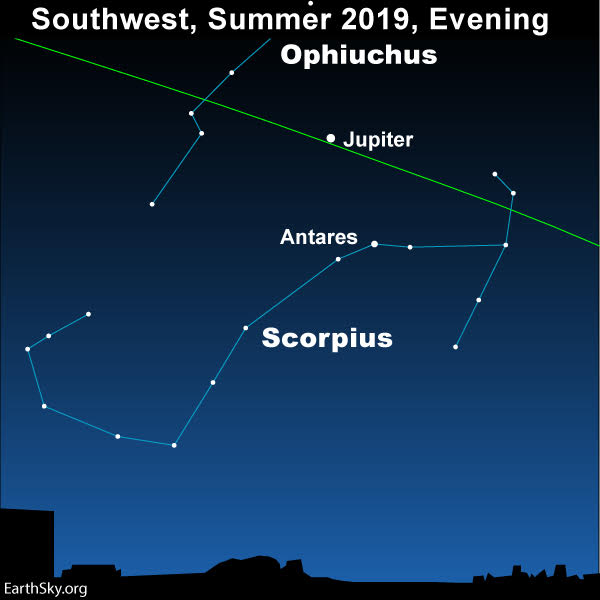 Southwest, Summer 2019, Evening
Ophiuchus
Jupiter
Antares
Scorpius
EarthSky.org